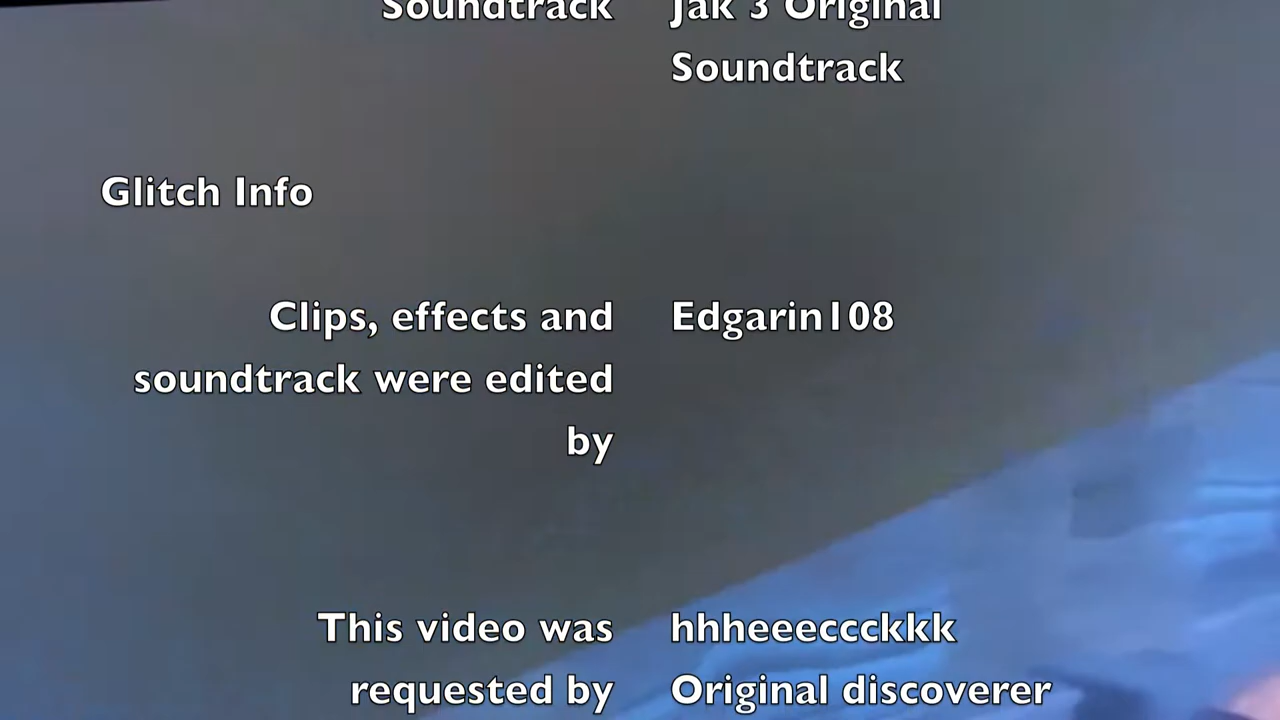 Soundtrack Jak 3 Original
Soundtrack
Glitch Info
Clips, effects and Edgarin108
soundtrack were edited
by
This video was hhheeeccckkk
requested by Original discoverer